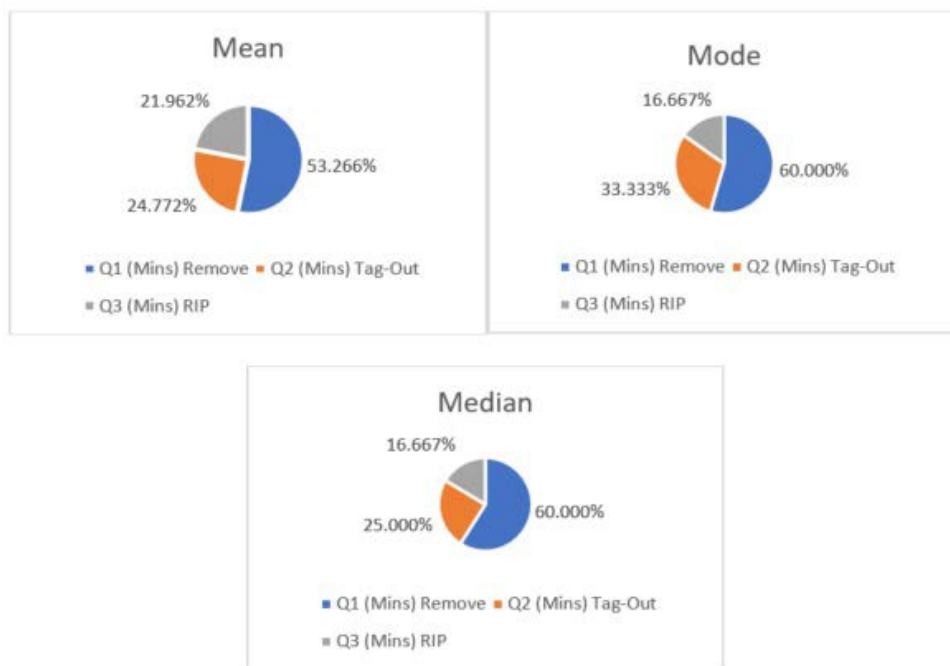 Mean
21.962%
53.266%
24.772%
Q1 (Mins) Remove Q2 (Mins) Tag-Out
Q3 (Mins) RIP
Mode
16.667%
60.000%
33.333%
Q1 (Mins) Remove Q2 (Mins) Tag-Out
Q3 (Mins) RIP
Median
16.667%
60.000%
25.000%
Q1 (Mins) Remove Q2 (Mins) Tag-Out
Q3 (Mins) RIP